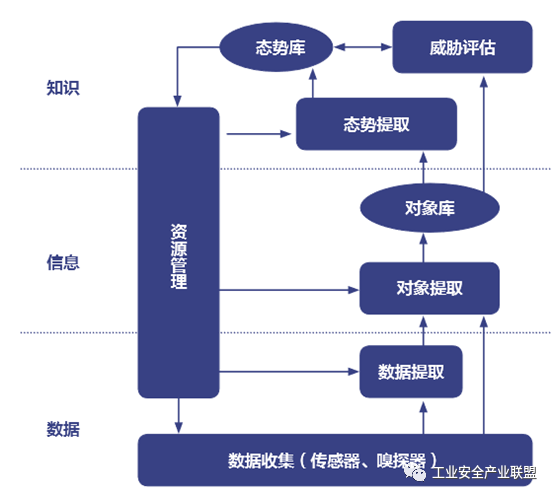 态势库
威胁评估
知识
态势提取
对象库
资源管理
信息
对象提取
数据提取
数据
数据收集（传感器、嗅探器）
工业安全产业联盟